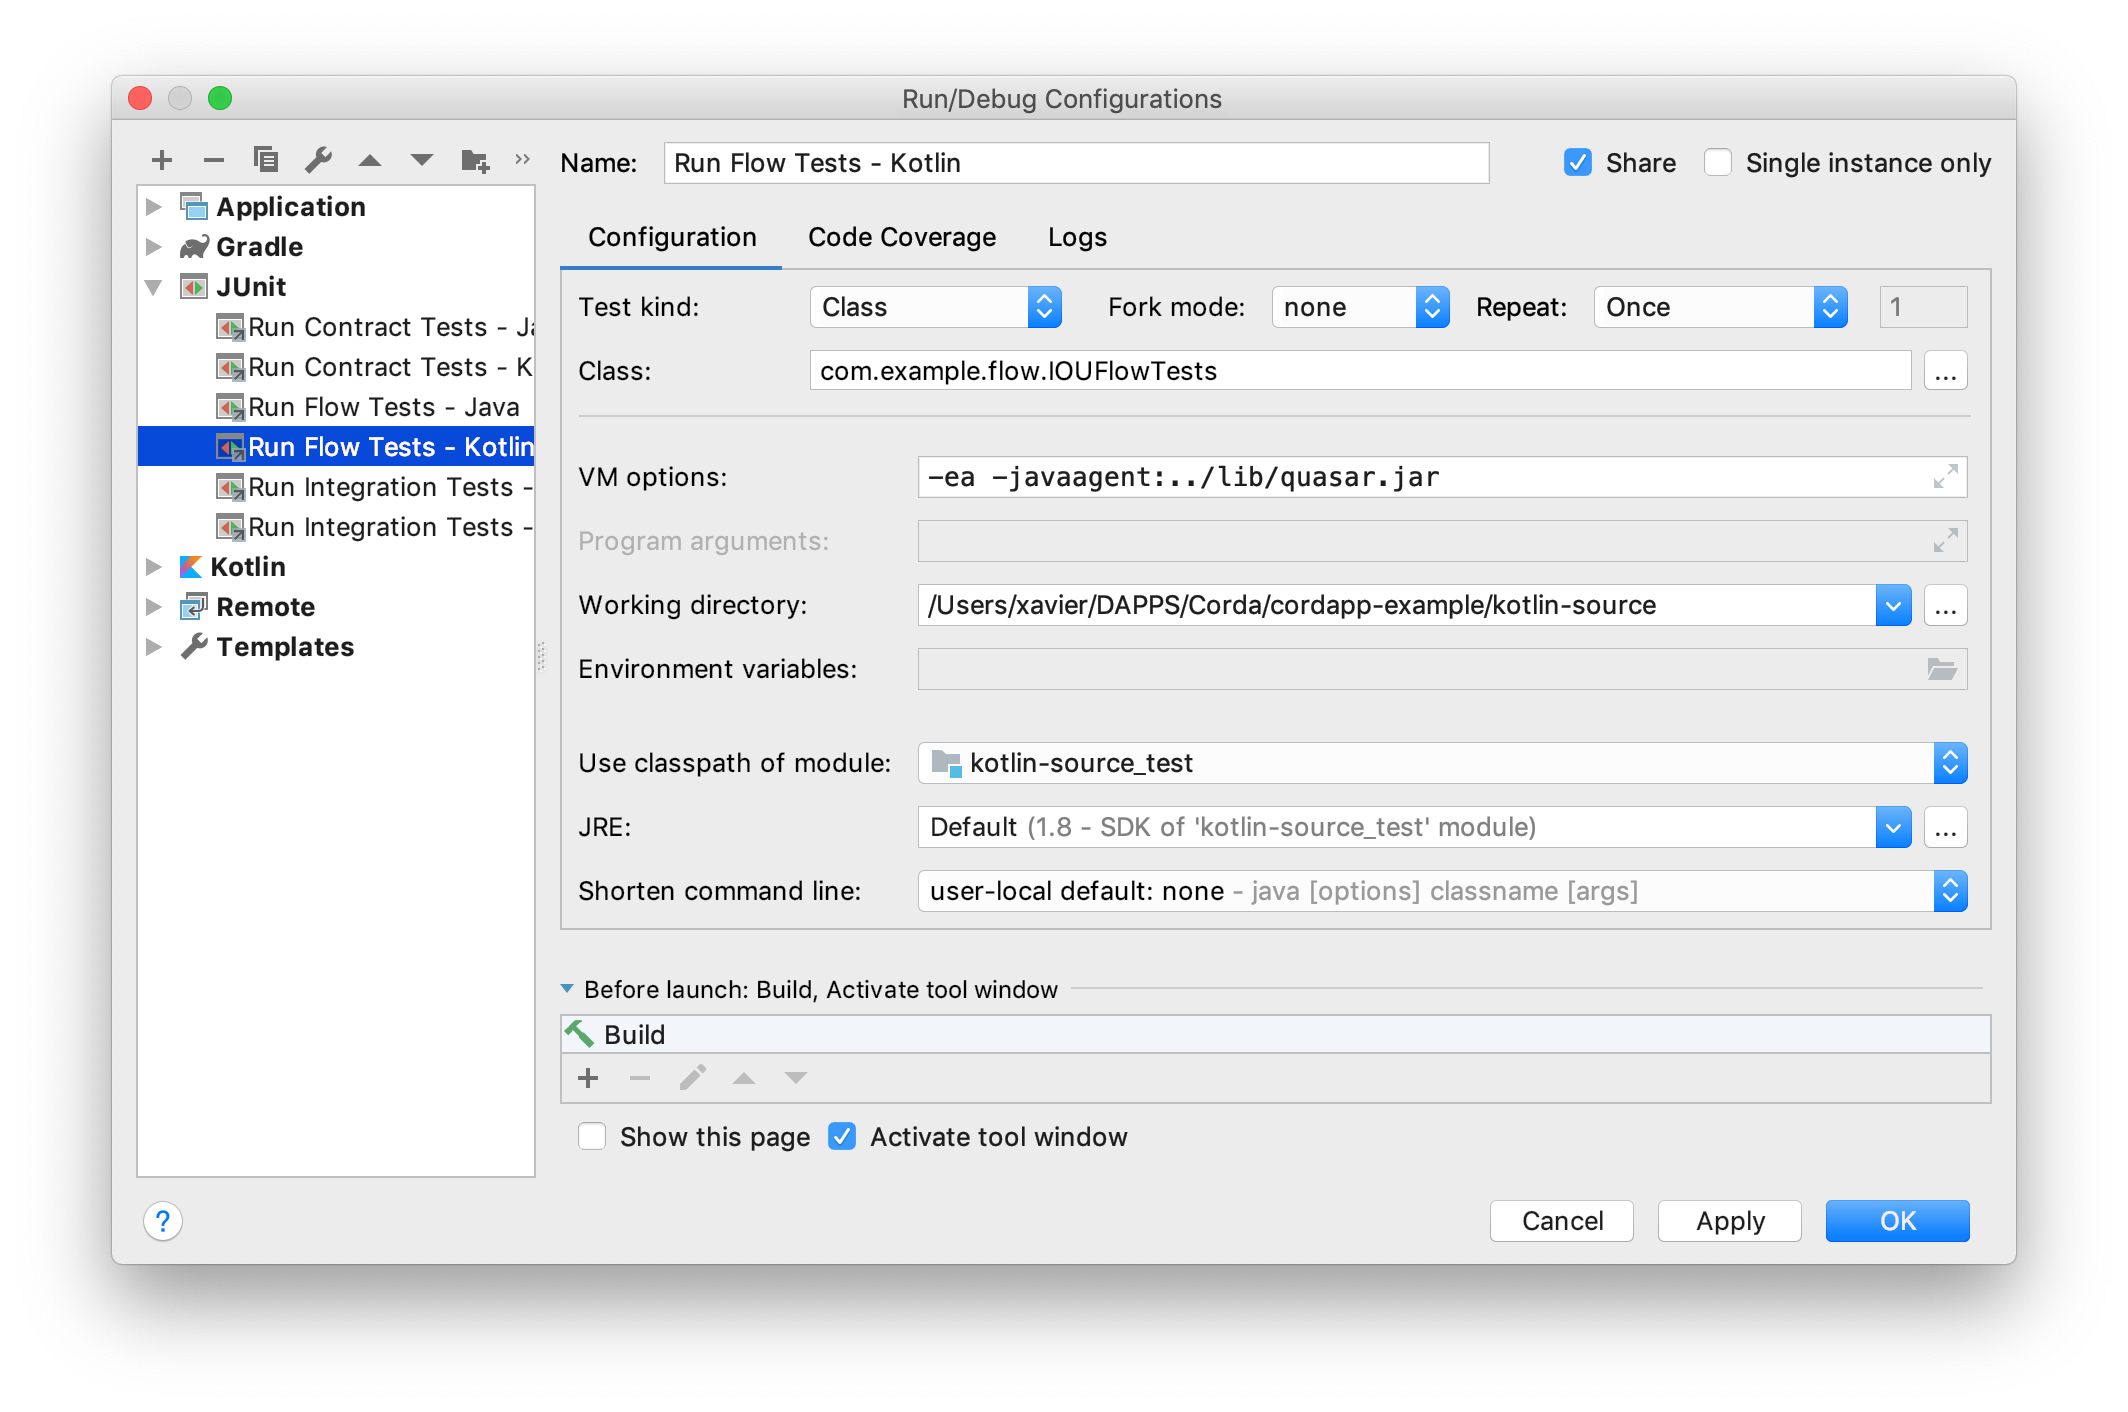 Run/Debug Configurations
Name: Run Flow Tests - Kotlin Share Single instance only
Application
Gradle
JUnit
Run Contract Tests - Ja
Run Contract Tests - K
Run Flow Tests - Java
Run Flow Tests - Kotlin
Run Integration Tests -
Run Integration Tests -
Kotlin
Remote
Templates
Configuration Code Coverage Logs
Test kind: Class Fork mode: none Repeat: Once 1
Class: com.example.flow.IOUFlowTests ...
VM options: -ea -javaagent:../lib/quasar.jar
Program arguments:
Working directory: /Users/xavier/DAPPS/Corda/cordapp-example/kotlin-source ...
Environment variables:
Use classpath of module: kotlin-source_test
JRE: Default (1.8 - SDK of 'kotlin-source_test' module) ...
Shorten command line: user-local default: none - java [options] classname [args]
Before launch: Build, Activate tool window
Build
Show this page Activate tool window
? Cancel Apply OK